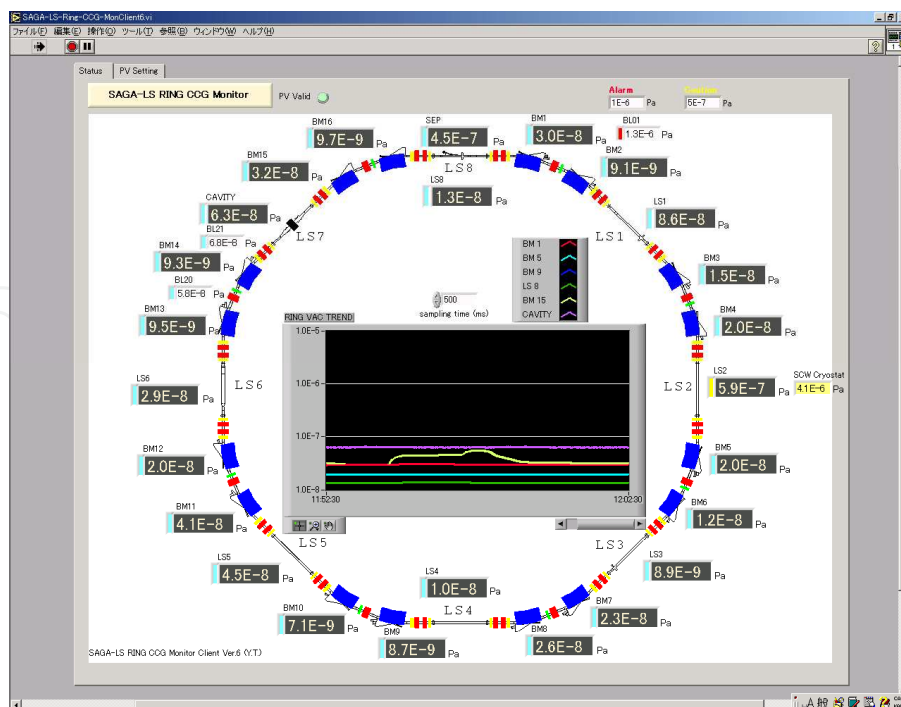 SAGA-LS-Ring-CCG-MonClient6.vi
ファイル(F) 編集(E) 操作(O) ツール(T) 参照(B) ウィンドウ(W) ヘルプ(H)
Status PV Setting
SAGA-LS RING CCG Monitor
PV Valid
Alarm
1E-6 Pa
Caution
5E-7 Pa
BM16
9.7E-9 Pa
SEP
4.5E-7 Pa
BM1
3.0E-8 Pa
BL01
1.3E-6 Pa
BM15
3.2E-8 Pa
LS8
LS8
1.3E-8 Pa
BM2
9.1E-9 Pa
CAVITY
6.3E-8 Pa
LS7
LS1
LS1
8.6E-8 Pa
BL21
6.8E-8 Pa
BM14
9.3E-9 Pa
BM3
1.5E-8 Pa
BL20
5.8E-8 Pa
BM13
9.5E-9 Pa
BM4
2.0E-8 Pa
BM 1
BM 5
BM 9
LS 8
BM 15
CAVITY
500
sampling time (ms)
RING VAC TREND
1.0E-5
1.0E-6
1.0E-7
1.0E-8
11:52:30
12:02:30
LS6
2.9E-8 Pa
LS6
LS2
LS2
5.9E-7 Pa
SCW Cryostat
4.1E-6 Pa
BM12
2.0E-8 Pa
BM5
2.0E-8 Pa
BM11
4.1E-8 Pa
BM6
1.2E-8 Pa
LS5
LS3
LS5
4.5E-8 Pa
LS4
1.0E-8 Pa
LS4
LS3
8.9E-9 Pa
BM10
7.1E-9 Pa
BM7
2.3E-8 Pa
BM9
8.7E-9 Pa
BM8
2.6E-8 Pa
SAGA-LS RING CCG Monitor Client Ver.6 (Y.T.)
A 般